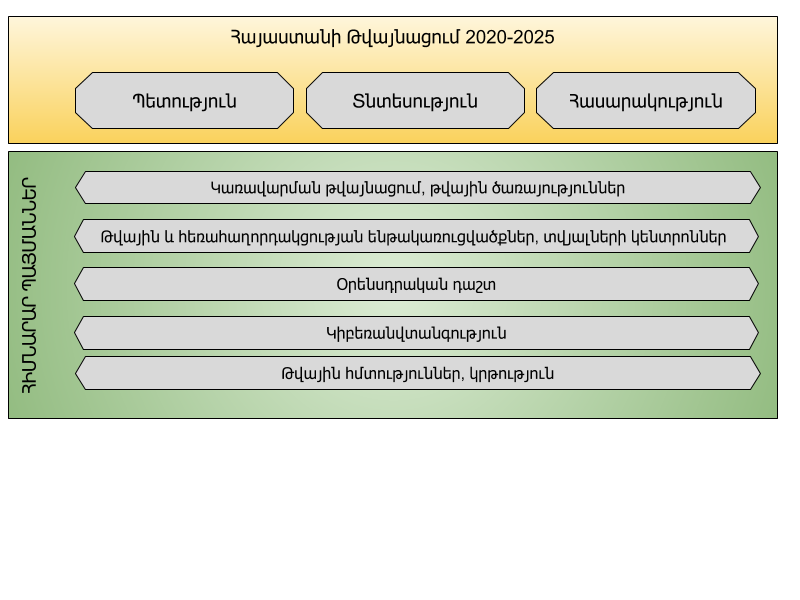 Հայաստանի Թվայնացում 2020-2025
Պետություն
Տնտեսություն
Հասարակություն
ՀԻՄՆԱՐԱՐ ՊԱՅՄԱՆՆԵՐ
Կառավարման թվայնացում, թվային ծառայություններ
Թվային և հեռահաղորդակցության ենթակառուցվածքներ, տվյալների կենտրոններ
Օրենսդրական դաշտ
Կիբեռանվտանգություն
Թվային հմտություններ, կրթություն